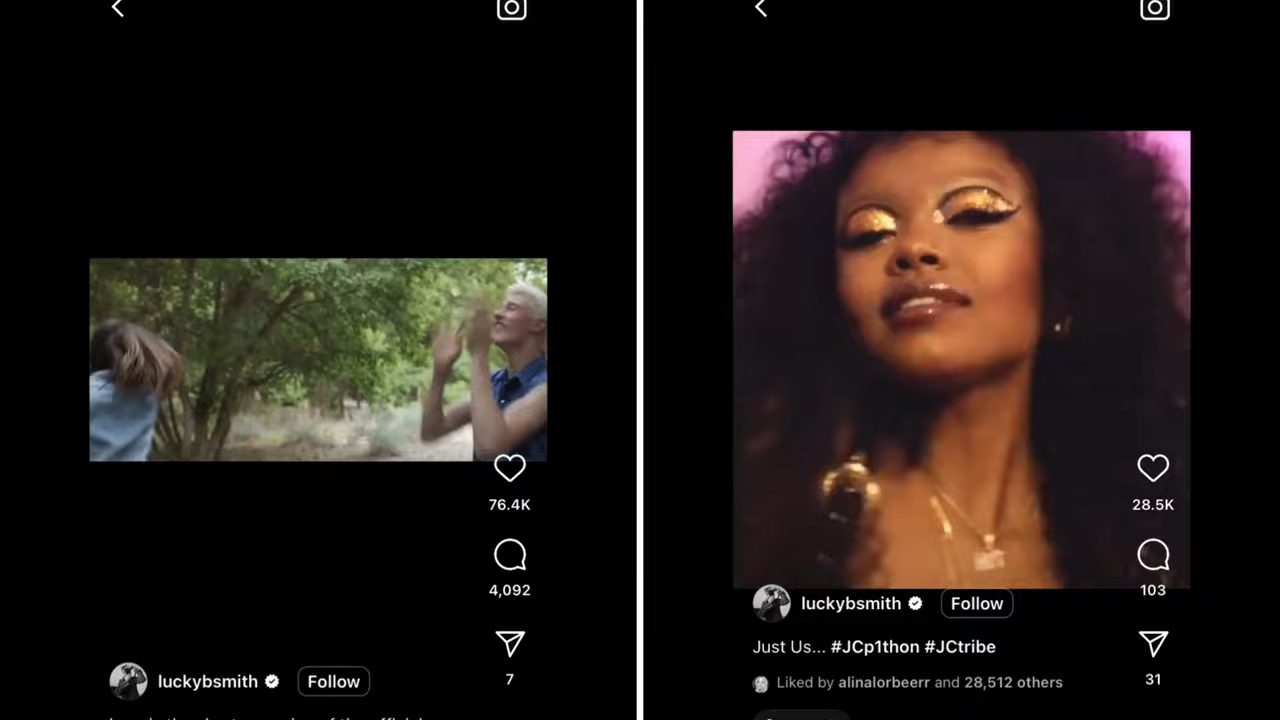 76.4K
4,092
luckybsmith Follow
7
28.5K
103
luckybsmith Follow
Just Us... #JCp1thon #JCtribe
Liked by alinalorbeerr and 28,512 others
31